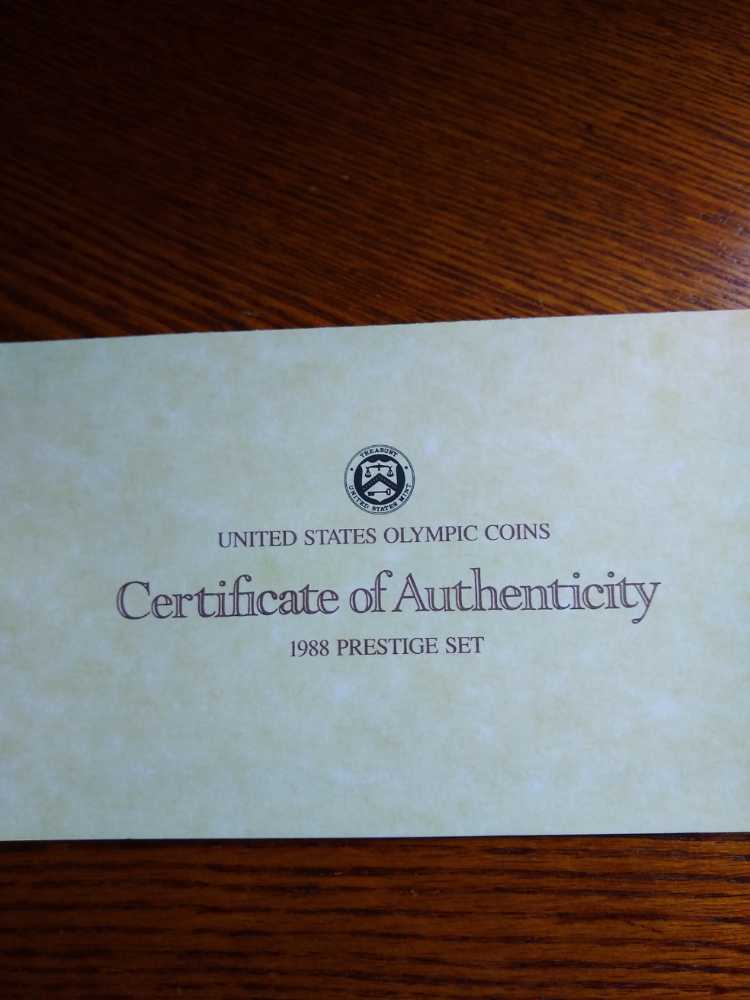 TREASURY
UNITED STATES MINT
UNITED STATES OLYMPIC COINS
Certificate of Authenticity
1988 PRESTIGE SET